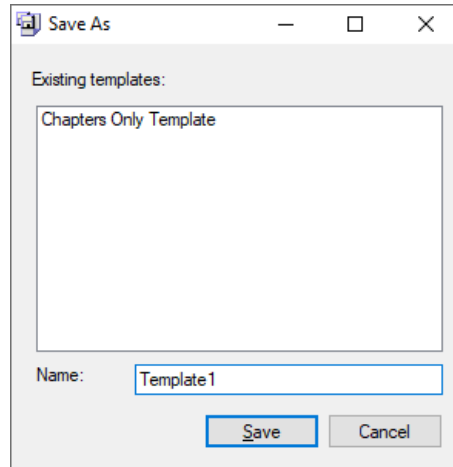 Save As
Existing templates:
Chapters Only Template
Name: Template1
Save Cancel